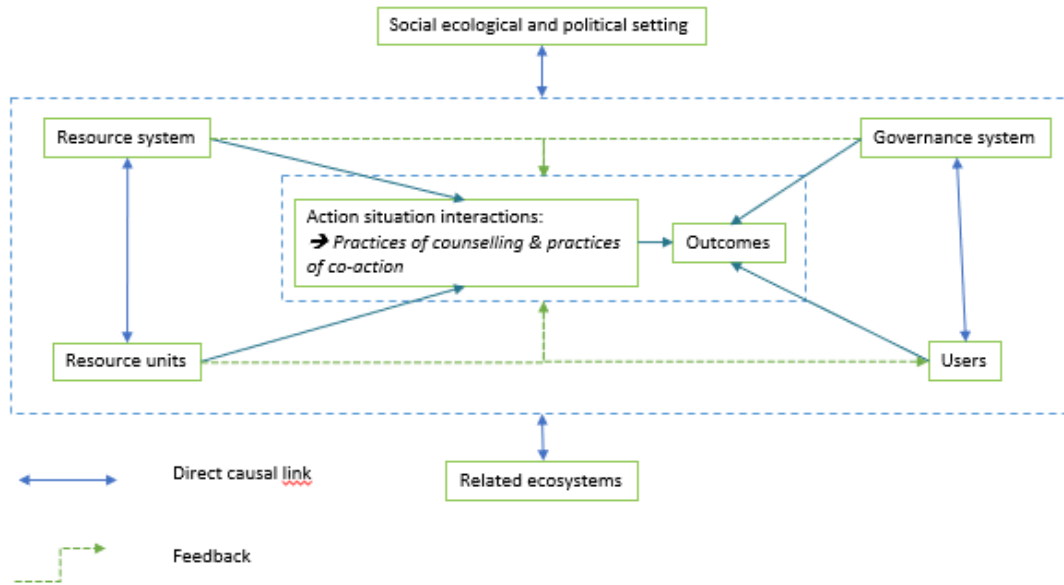 Social ecological and political setting
Resource system
Governance system
Action situation interactions:
➔ Practices of counselling & practices
of co-action
Outcomes
Resource units
Users
Related ecosystems
Direct causal link
Feedback